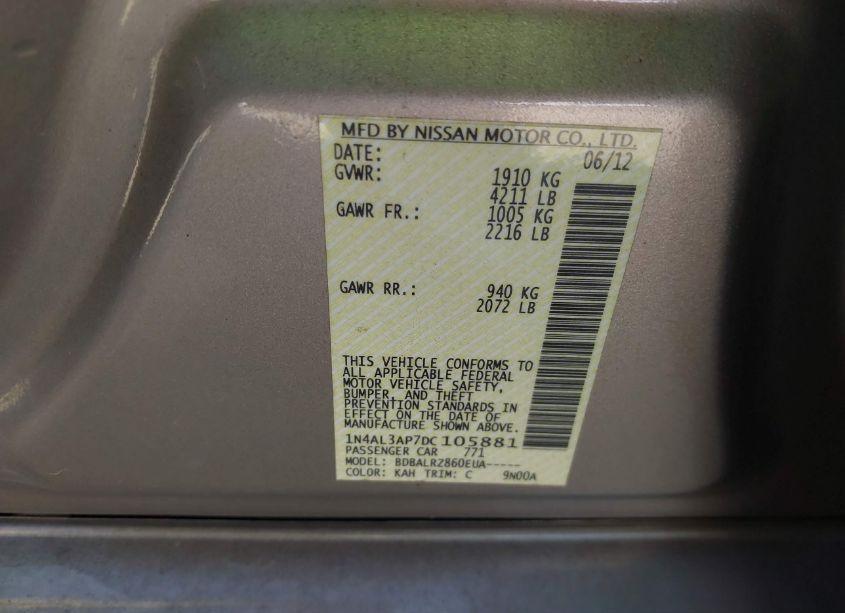 MFD BY NISSAN MOTOR CO., LTD.
DATE: 06/12
GVWR: 1910 KG
4211 LB
GAWR FR.: 1005 KG
2216 LB
GAWR RR.: 940 KG
2072 LB
THIS VEHICLE CONFORMS TO
ALL APPLICABLE FEDERAL
MOTOR VEHICLE SAFETY,
BUMPER, AND THEFT
PREVENTION STANDARDS IN
EFFECT ON THE DATE OF
MANUFACTURE SHOWN ABOVE.
1N4AL3AP7DC105881
PASSENGER CAR 771
MODEL: BDBALRZ860EUA-----
COLOR: KAH TRIM: C 9N00A